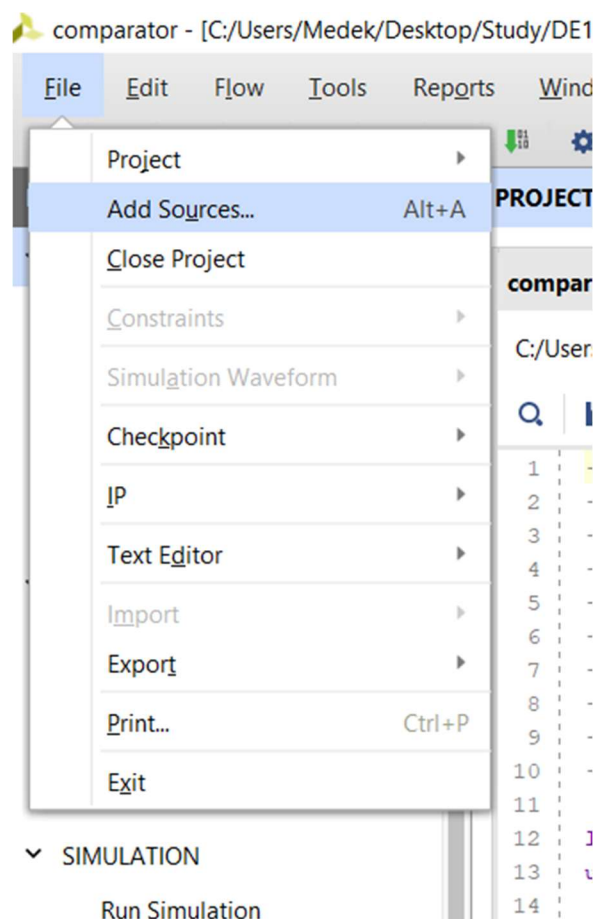 comparator - [C:/Users/Medek/Desktop/Study/DE1
File Edit Flow Tools Reports Wind
Project
Add Sources... Alt+A
PROJECT
Close Project
compar
Constraints
C:/User
Simulation Waveform
Checkpoint
1
IP
2
3
Text Editor
4
5
Import
6
Export
7
8
Print... Ctrl+P
9
10
Exit
11
12
SIMULATION
13
Run Simulation
14